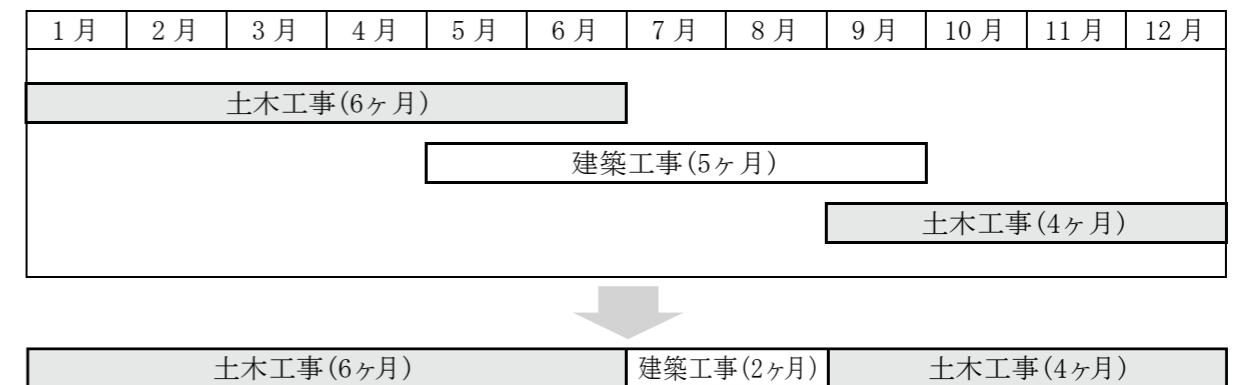 1月 2月 3月 4月 5月 6月 7月 8月 9月 10月 11月 12月
土木工事(6ヶ月)
建築工事(5ヶ月)
土木工事(4ヶ月)
土木工事(6ヶ月) 建築工事(2ヶ月) 土木工事(4ヶ月)